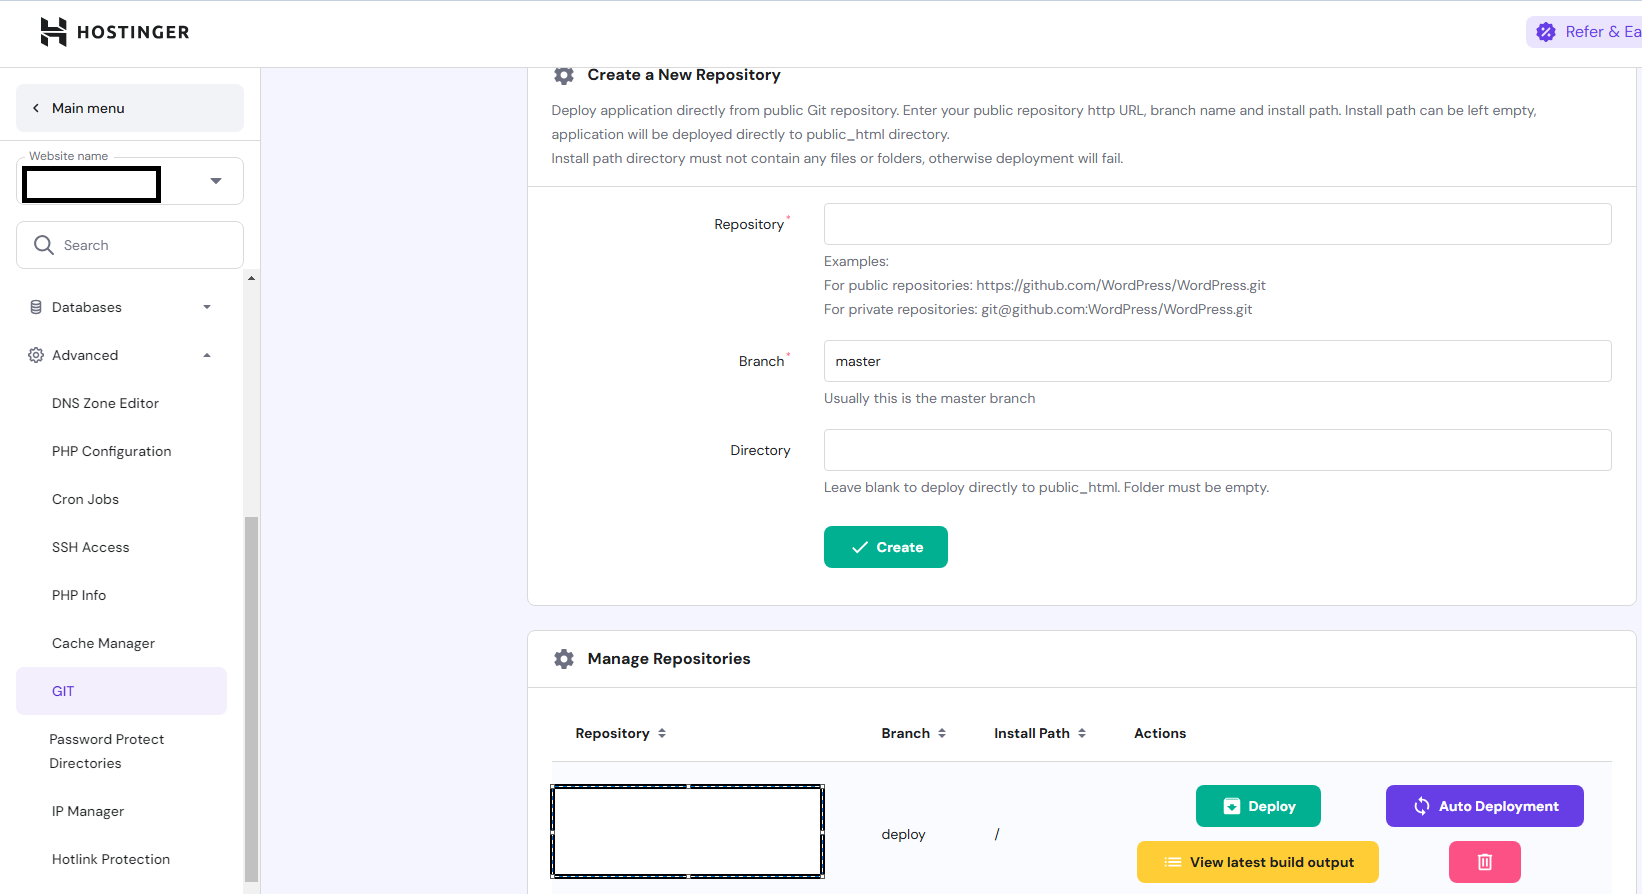 HOSTINGER
Refer & Ea
Main menu
Website name
Search
Databases
Advanced
DNS Zone Editor
PHP Configuration
Cron Jobs
SSH Access
PHP Info
Cache Manager
GIT
Password Protect
Directories
IP Manager
Hotlink Protection
Create a New Repository
Deploy application directly from public Git repository. Enter your public repository http URL, branch name and install path. Install path can be left empty,
application will be deployed directly to public_html directory.
Install path directory must not contain any files or folders, otherwise deployment will fail.
Repository*
Examples:
For public repositories: https://github.com/WordPress/WordPress.git
For private repositories: git@github.com:WordPress/WordPress.git
Branch* master
Usually this is the master branch
Directory
Leave blank to deploy directly to public_html. Folder must be empty.
Create
Manage Repositories
Repository Branch Install Path Actions
Deploy Auto Deployment
deploy /
View latest build output